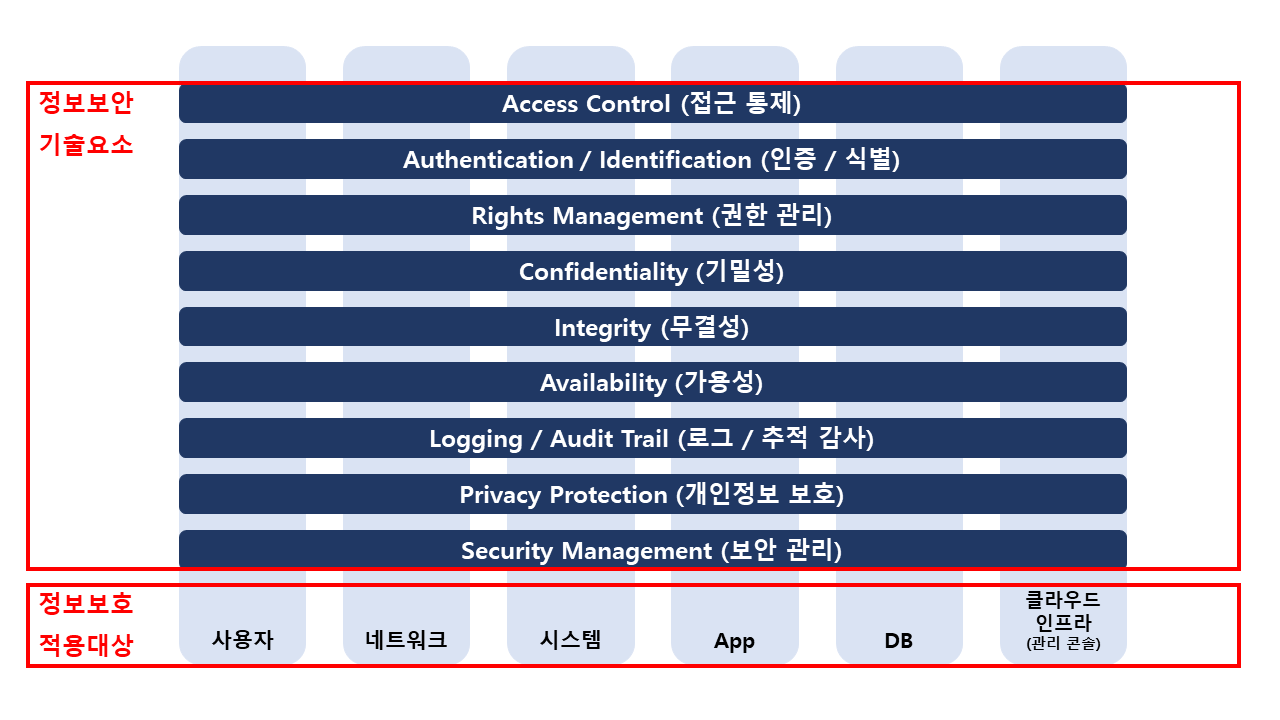 정보보안
기술요소
Access Control (접근 통제)
Authentication / Identification (인증 / 식별)
Rights Management (권한 관리)
Confidentiality (기밀성)
Integrity (무결성)
Availability (가용성)
Logging / Audit Trail (로그 / 추적 감사)
Privacy Protection (개인정보 보호)
Security Management (보안 관리)
정보보호
적용대상
사용자
네트워크
시스템
App
DB
클라우드
인프라
(관리 콘솔)